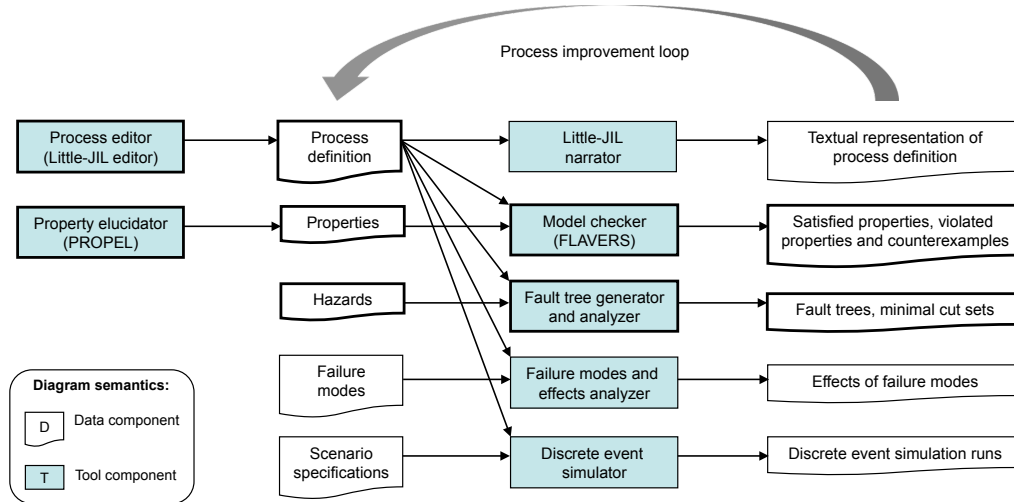 Process improvement loop
Process editor
(Little-JIL editor)
Process
definition
Little-JIL
narrator
Textual representation of
process definition
Property elucidator
(PROPEL)
Properties
Model checker
(FLAVERS)
Satisfied properties, violated
properties and counterexamples
Hazards
Fault tree generator
and analyzer
Fault trees, minimal cut sets
Failure
modes
Failure modes and
effects analyzer
Effects of failure modes
Scenario
specifications
Discrete event
simulator
Discrete event simulation runs
Diagram semantics:
D
Data component
T
Tool component